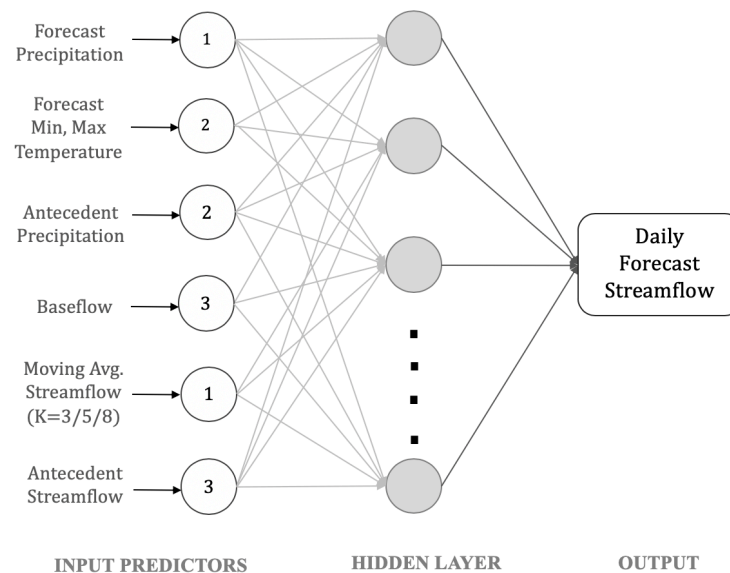 Forecast
Precipitation
1
Forecast
Min, Max
Temperature
2
Antecedent
Precipitation
2
Baseflow
3
Moving Avg.
Streamflow
(K=3/5/8)
1
Antecedent
Streamflow
3
Daily
Forecast
Streamflow
INPUT PREDICTORS
HIDDEN LAYER
OUTPUT